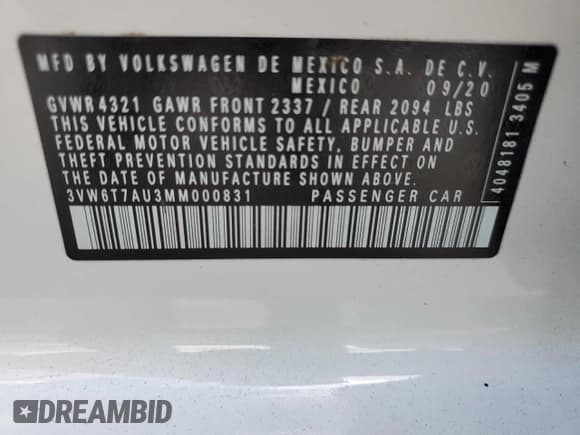 MFD BY VOLKSWAGEN DE MEXICO S.A. DE C.V.
MEXICO 09/20
GVWR 4321 GAWR FRONT 2337 / REAR 2094 LBS
THIS VEHICLE CONFORMS TO ALL APPLICABLE U.S.
FEDERAL MOTOR VEHICLE SAFETY, BUMPER AND
THEFT PREVENTION STANDARDS IN EFFECT ON
THE DATE OF MANUFACTURE SHOWN ABOVE.
3VW6T7AU3MM000831 PASSENGER CAR
4048181 3405 M
DREAMBID